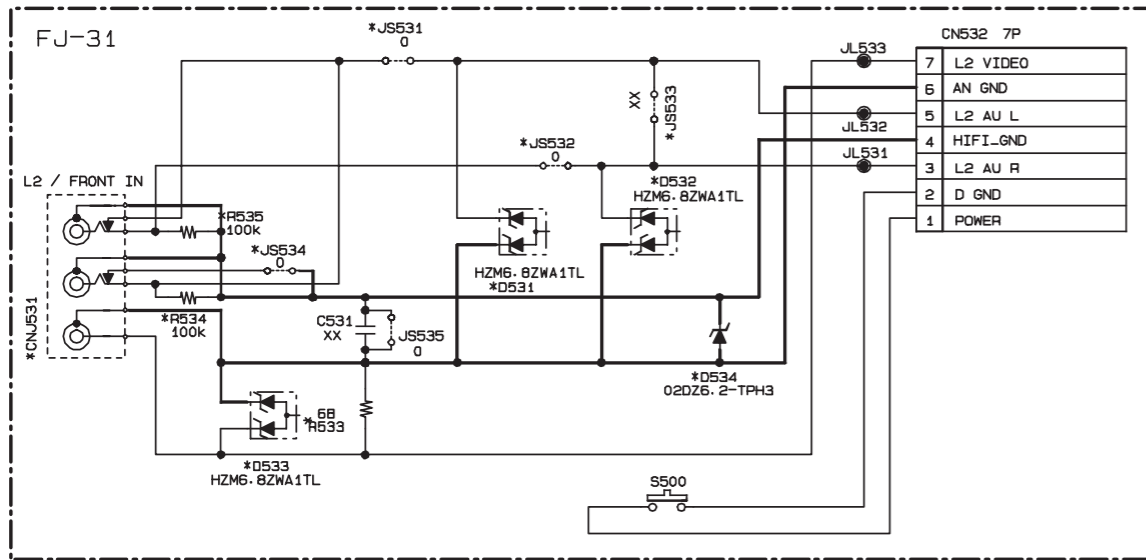 FJ-31
*JS531
0
JL533
CN532 7P
7 L2 VIDEO
6 AN GND
5 L2 AU L
4 HIFI_GND
3 L2 AU R
2 D GND
1 POWER
XX
*JS533
JL532
*JS532
0
JL531
L2 / FRONT IN
*D532
HZM6.8ZWA1TL
*R535
100k
*JS534
0
HZM6.8ZWA1TL
*D531
*CNJ531
*R534
100k
C531
XX
JS535
0
*D534
02DZ6.2-TPH3
68
*R533
*D533
HZM6.8ZWA1TL
S500